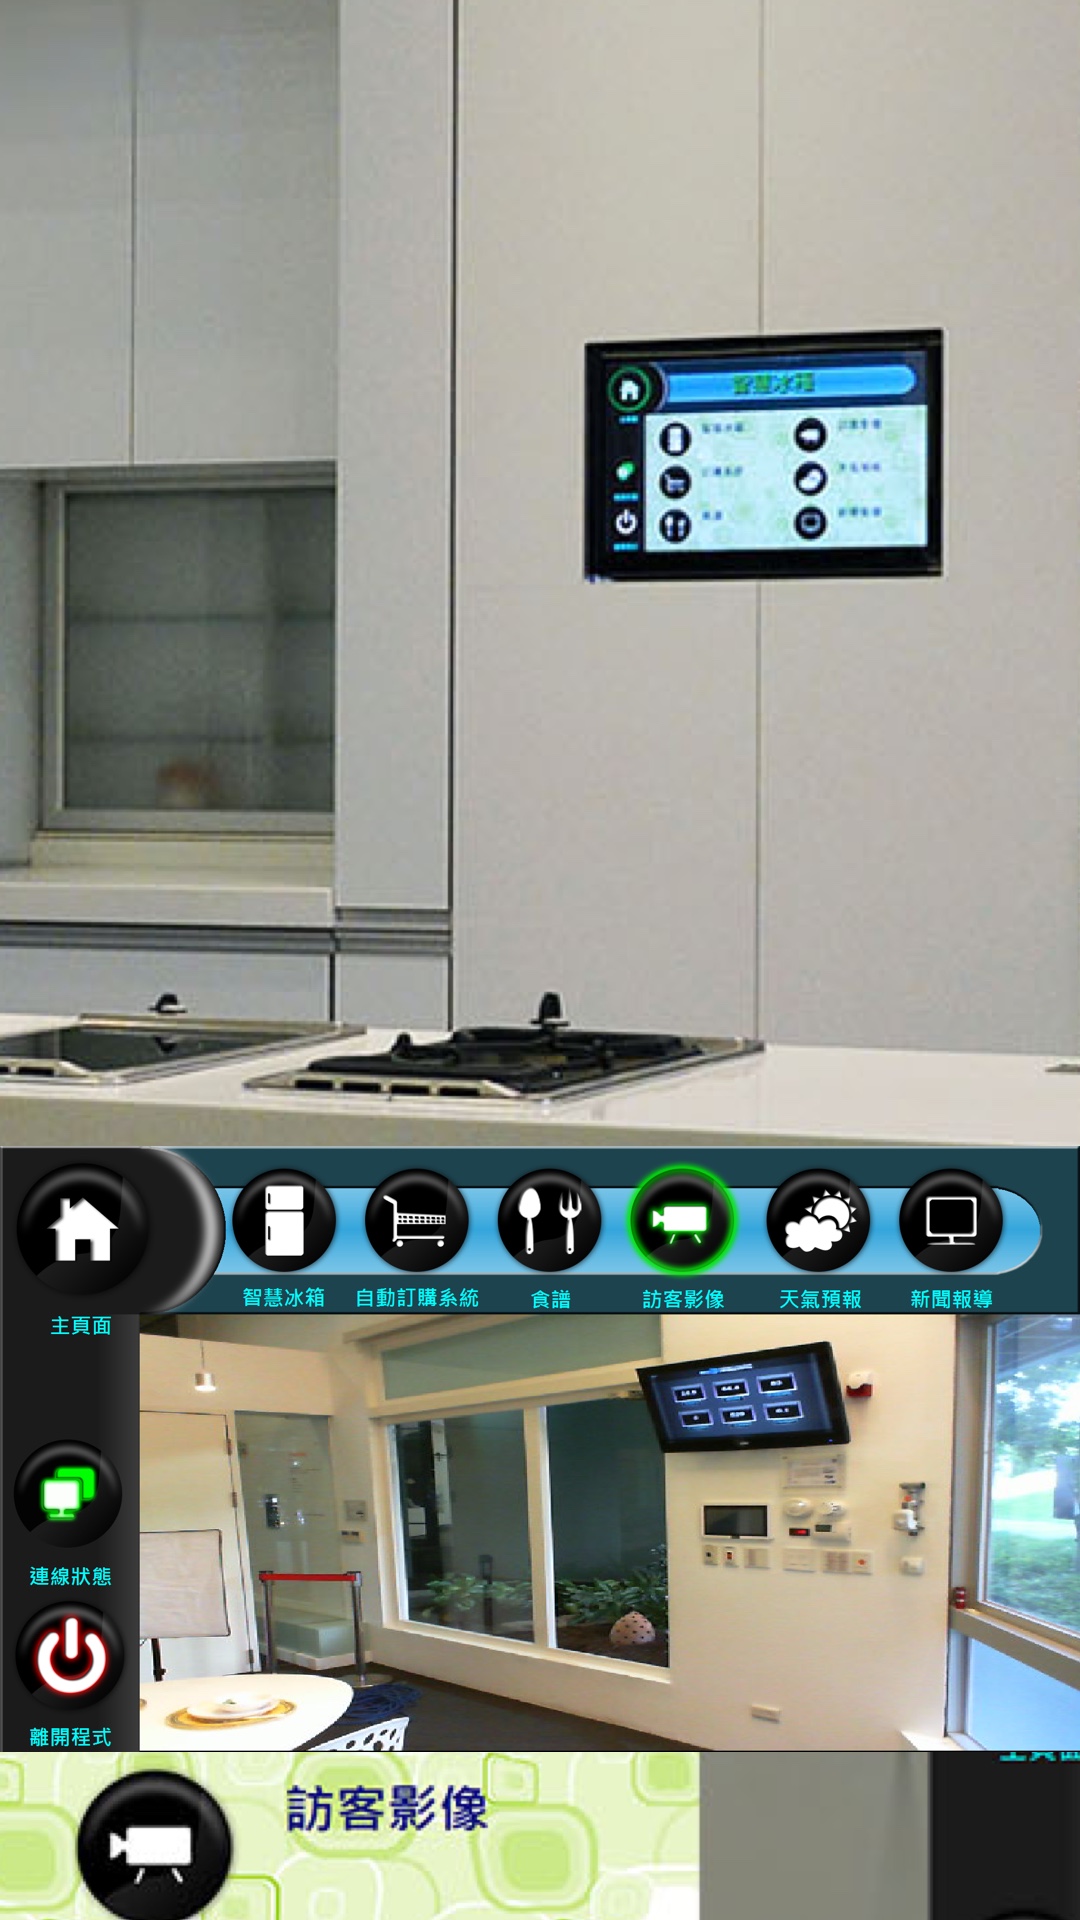 智慧冰箱
智慧冰箱 自動訂購系統 食譜 訪客影像 天氣預報 新聞報導
主頁面
連線狀態
離開程式
訪客影像